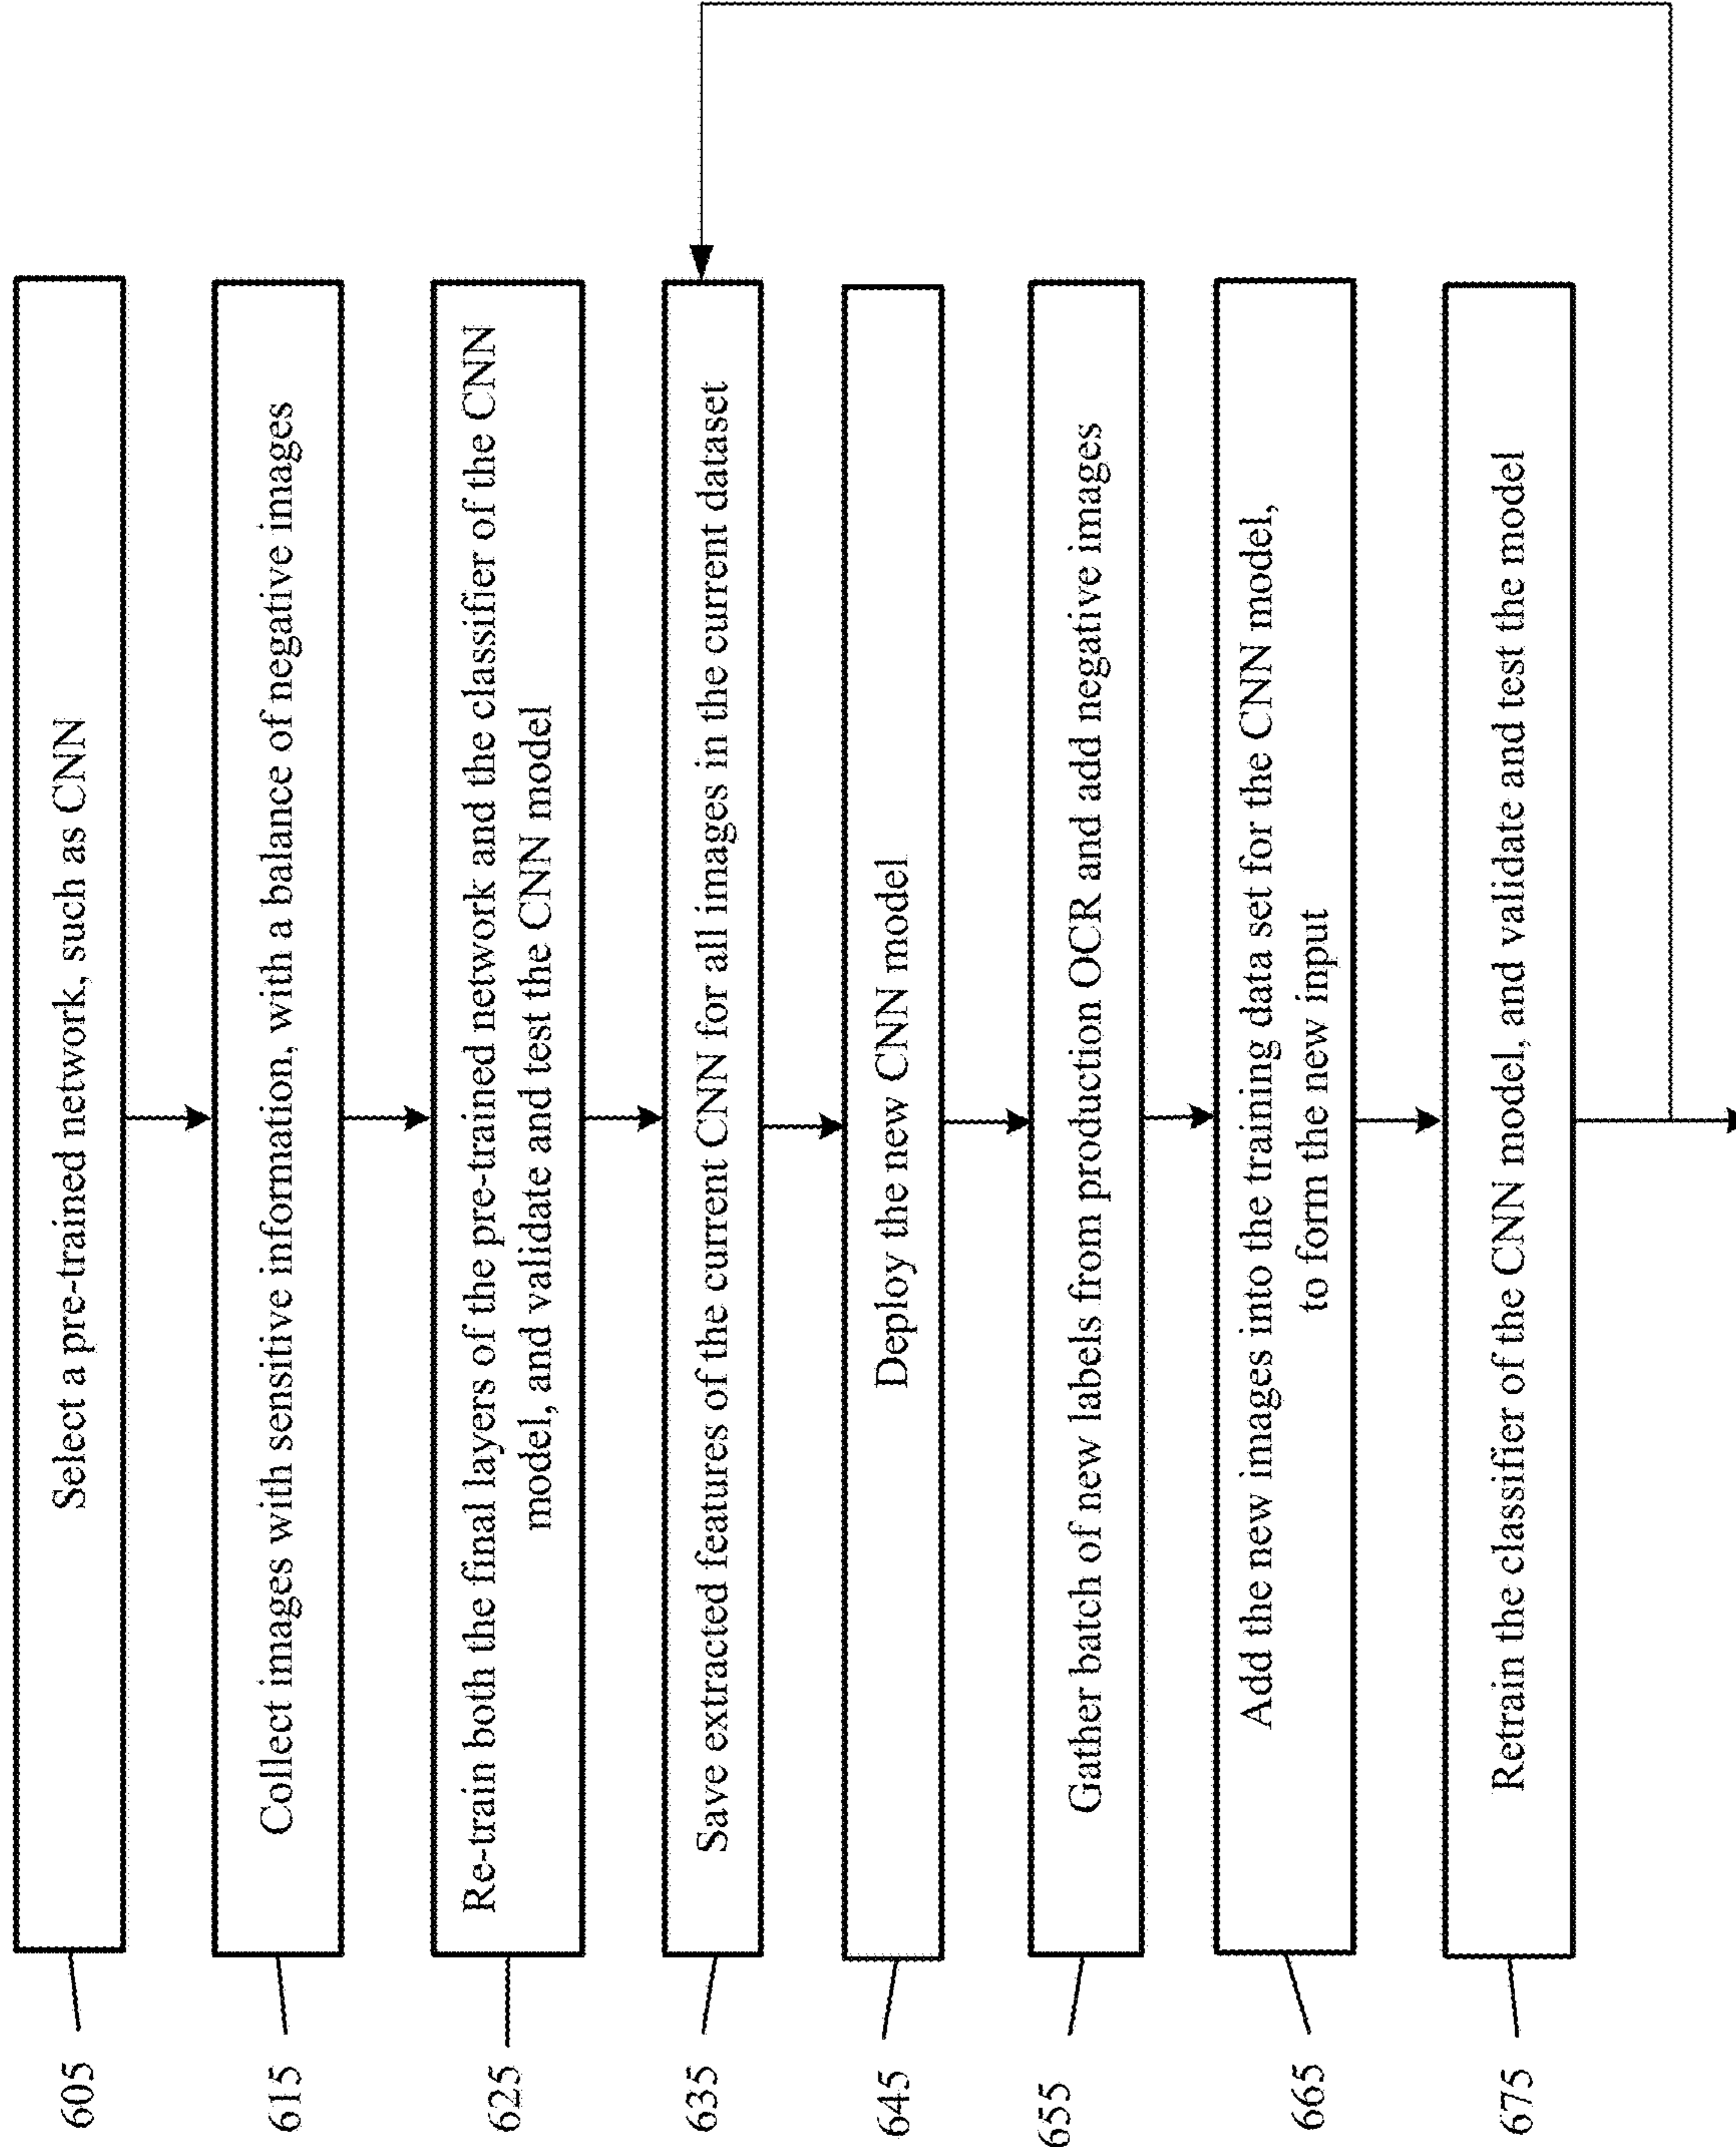 605
Select a pre-trained network, such as CNN
615
Collect images with sensitive information, with a balance of negative images
625
Re-train both the final layers of the pre-trained network and the classifier of the CNN
model, and validate and test the CNN model
635
Save extracted features of the current CNN for all images in the current dataset
645
Deploy the new CNN model
655
Gather batch of new labels from production OCR and add negative images
665
Add the new images into the training data set for the CNN model,
to form the new input
675
Retrain the classifier of the CNN model, and validate and test the model